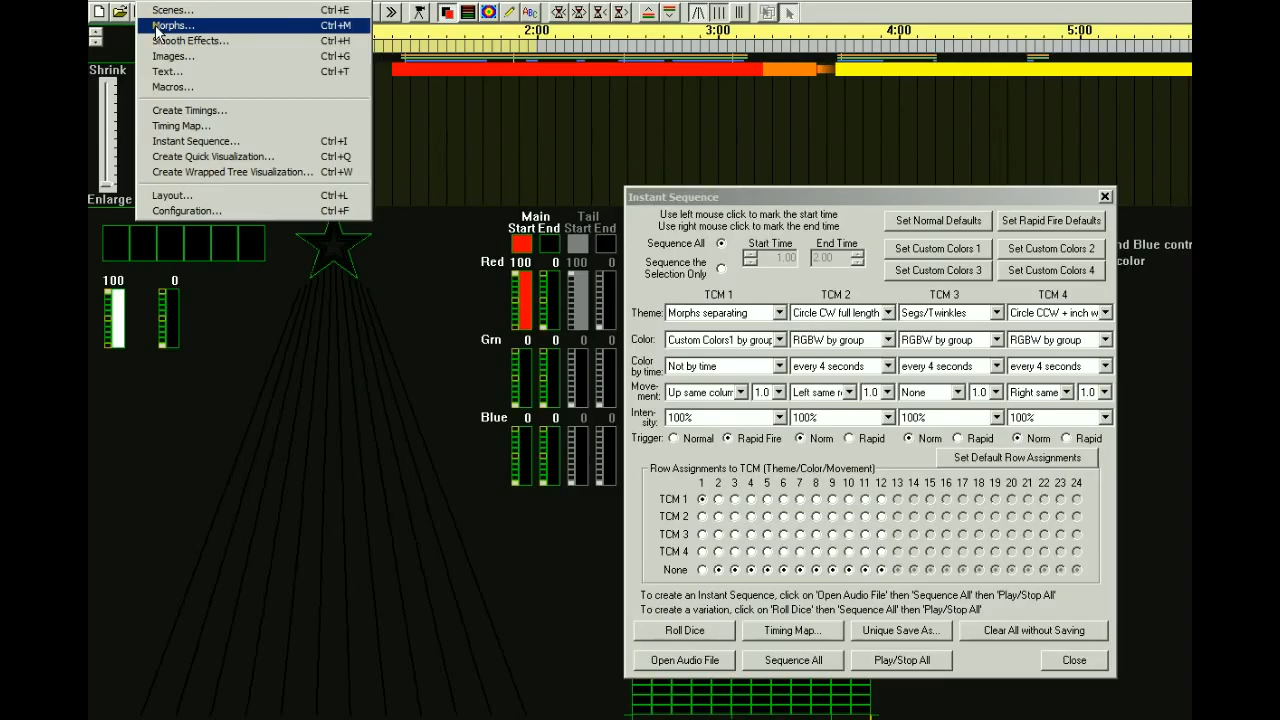 Scenes... Ctrl+E
Morphs... Ctrl+M
Smooth Effects... Ctrl+H
Images... Ctrl+G
Text... Ctrl+T
Macros...
Create Timings...
Timing Map...
Instant Sequence... Ctrl+I
Create Quick Visualization... Ctrl+Q
Create Wrapped Tree Visualization... Ctrl+W
Layout... Ctrl+L
Configuration... Ctrl+F
ABC
2:00 3:00 4:00 5:00
Shrink
Enlarge
100 0
Main Tail
Start End Start End
Red 100 0 100 0
Grn 0 0 0 0
Blue 0 0 0 0
Instant Sequence
Use left mouse click to mark the start time
Use right mouse click to mark the end time
Set Normal Defaults Set Rapid Fire Defaults
Sequence All Start Time End Time
1.00 2.00
Sequence the
Selection Only
Set Custom Colors 1 Set Custom Colors 2
Set Custom Colors 3 Set Custom Colors 4
nd Blue contr
color
TCM 1 TCM 2 TCM 3 TCM 4
Theme: Morphs separating Circle CW full length Segs/Twinkles Circle CCW + inch w
Color: Custom Colors1 by group RGBW by group RGBW by group RGBW by group
Color
by time: Not by time every 4 seconds every 4 seconds every 4 seconds
Move-
ment: Up same colum 1.0 Left same r 1.0 None 1.0 Right same 1.0
Inten-
sity: 100% 100% 100% 100%
Trigger: Normal Rapid Fire Norm Rapid Norm Rapid Norm Rapid
Set Default Row Assignments
Row Assignments to TCM (Theme/Color/Movement)
1 2 3 4 5 6 7 8 9 10 11 12 13 14 15 16 17 18 19 20 21 22 23 24
TCM 1
TCM 2
TCM 3
TCM 4
None
To create an Instant Sequence, click on 'Open Audio File' then 'Sequence All' then 'Play/Stop All'
To create a variation, click on 'Roll Dice' then 'Sequence All' then 'Play/Stop All'
Roll Dice Timing Map... Unique Save As... Clear All without Saving
Open Audio File Sequence All Play/Stop All Close